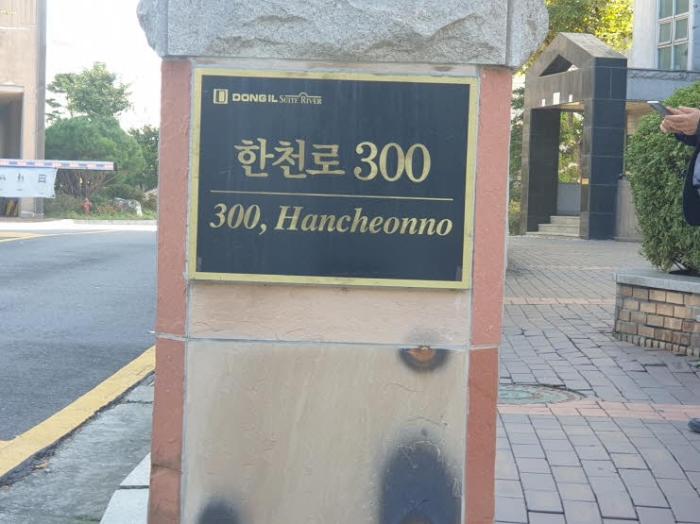 DONGIL SUITE RIVER
한천로 300
300, Hancheonno